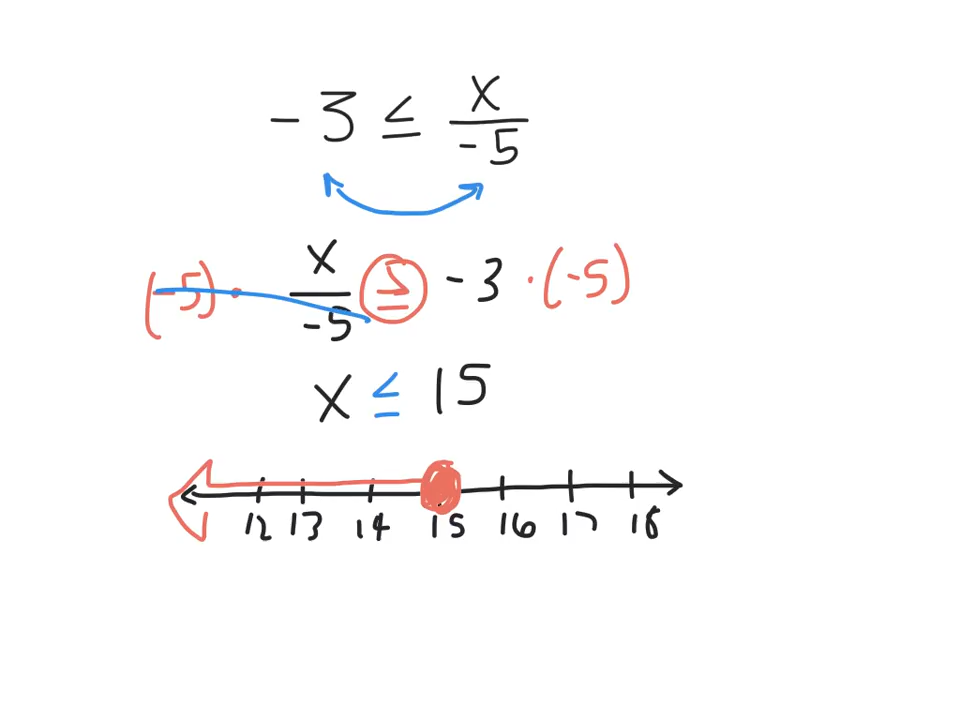 -3 ≤ x/-5
(-5) · x/-5 ≥ -3 · (-5)
x ≤ 15
12 13 14 15 16 17 18